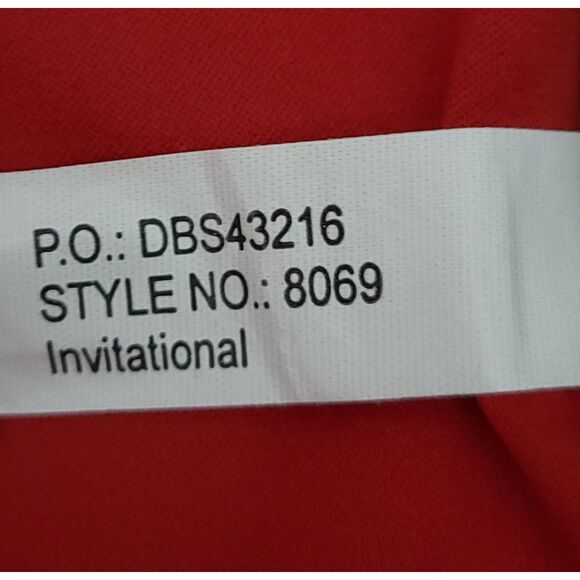 P.O.: DBS43216
STYLE NO.: 8069
Invitational